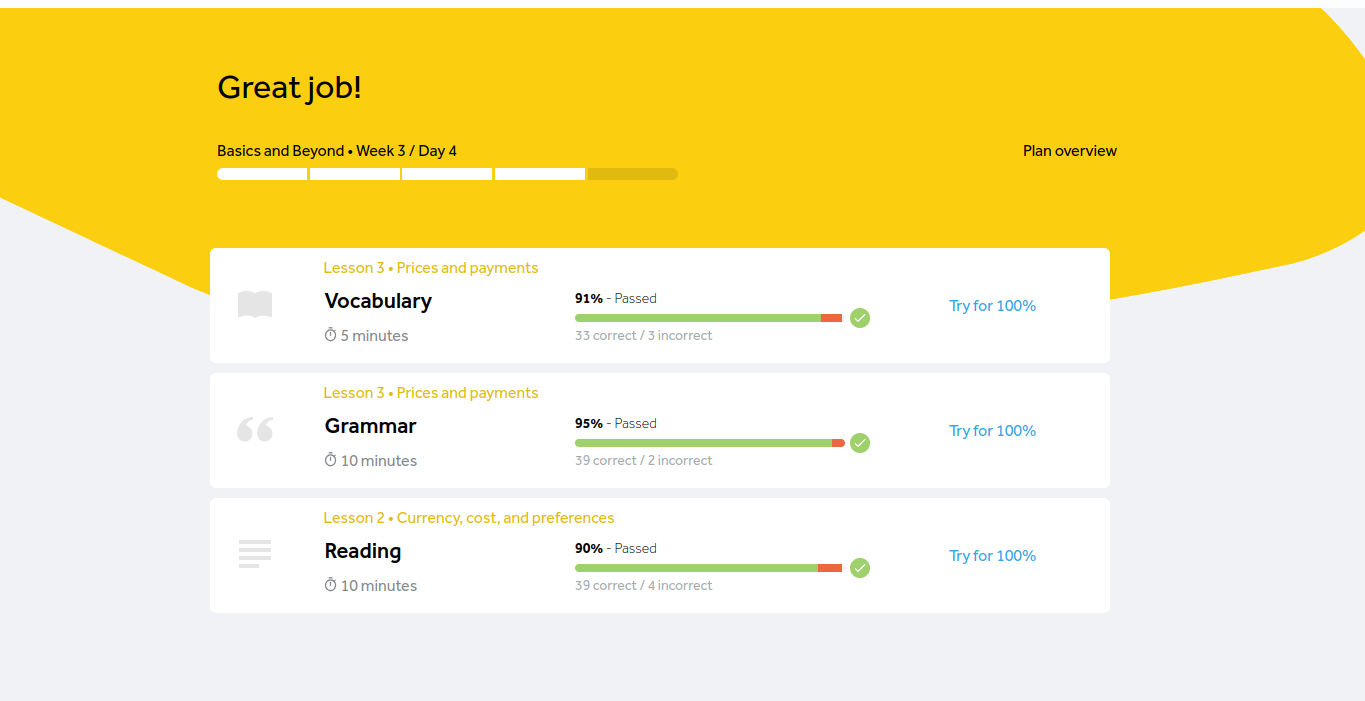 Great job!
Basics and Beyond • Week 3 / Day 4
Plan overview
Lesson 3 • Prices and payments
Vocabulary
5 minutes
91% - Passed
33 correct / 3 incorrect
Try for 100%
Lesson 3 • Prices and payments
Grammar
10 minutes
95% - Passed
39 correct / 2 incorrect
Try for 100%
Lesson 2 • Currency, cost, and preferences
Reading
10 minutes
90% - Passed
39 correct / 4 incorrect
Try for 100%